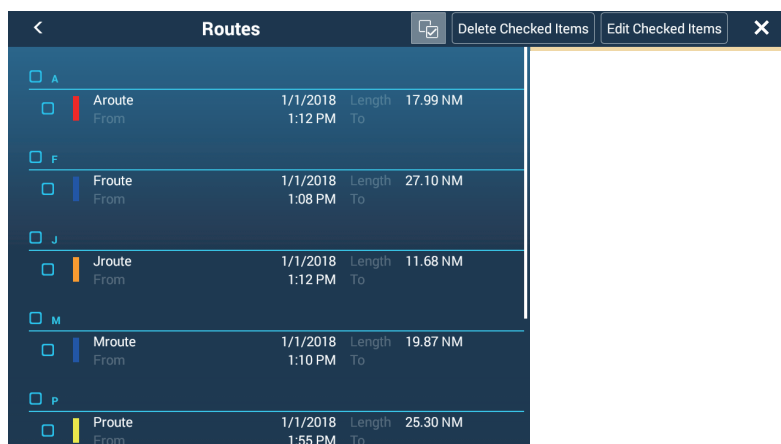 Routes Delete Checked Items Edit Checked Items
A
Aroute 1/1/2018 Length 17.99 NM
From 1:12 PM To
F
Froute 1/1/2018 Length 27.10 NM
From 1:08 PM To
J
Jroute 1/1/2018 Length 11.68 NM
From 1:12 PM To
M
Mroute 1/1/2018 Length 19.87 NM
From 1:10 PM To
P
Proute 1/1/2018 Length 25.30 NM
From 1:55 PM To